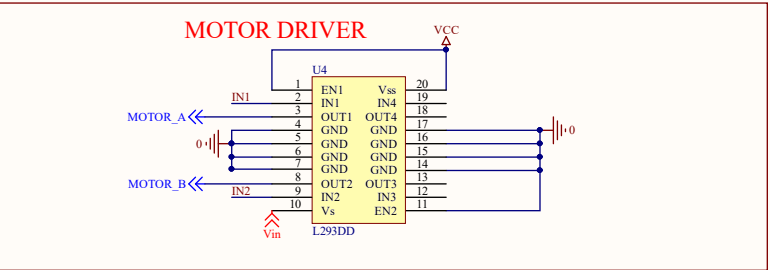 MOTOR DRIVER
VCC
U4
1 EN1 Vss 20
IN1 2 IN1 IN4 19
MOTOR_A 3 OUT1 OUT4 18
4 GND GND 17
0 5 GND GND 16 0
6 GND GND 15
7 GND GND 14
MOTOR_B 8 OUT2 OUT3 13
IN2 9 IN2 IN3 12
10 Vs EN2 11
Vin
L293DD